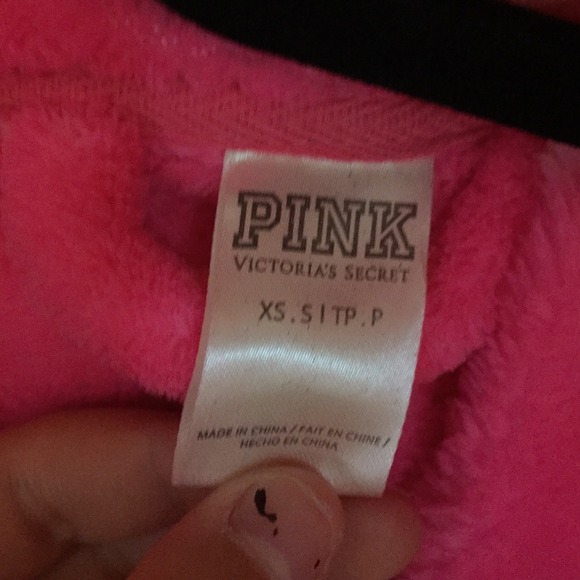 PINK
VICTORIA'S SECRET
XS.S|TP.P
MADE IN CHINA / FAIT EN CHINE /
HECHO EN CHINA